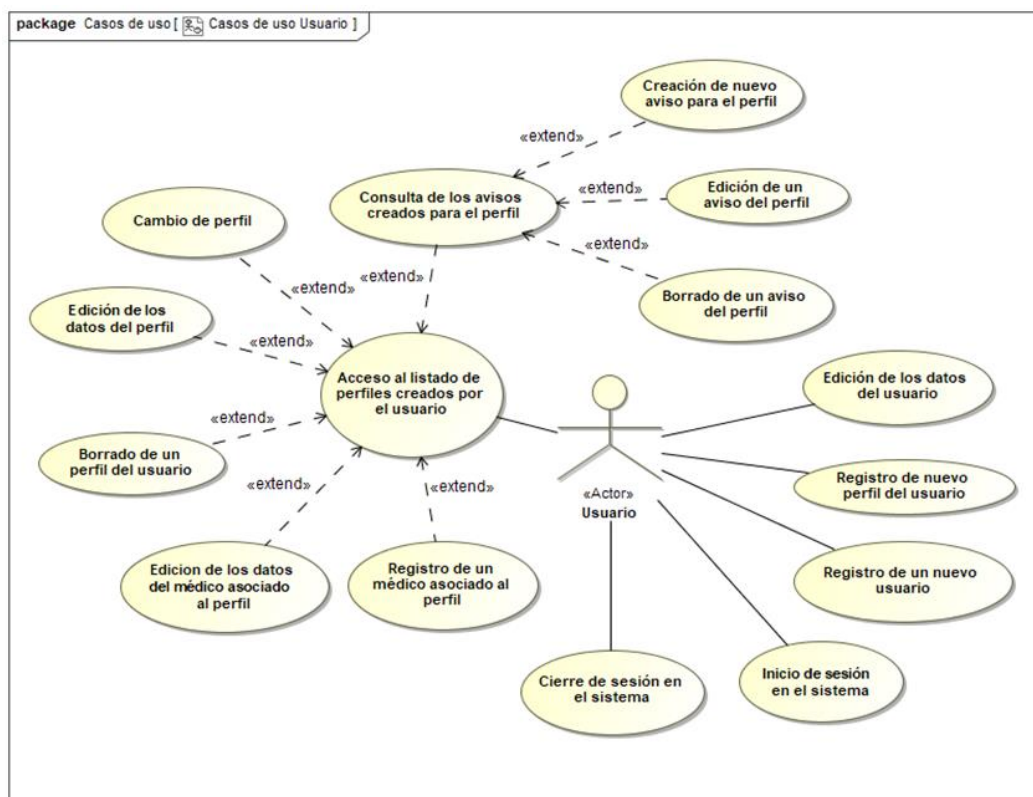 package Casos de uso [ Casos de uso Usuario ]
Creación de nuevo
aviso para el perfil
«extend»
Consulta de los avisos
creados para el perfil
«extend»
Edición de un
aviso del perfil
«extend»
Borrado de un aviso
del perfil
Cambio de perfil
«extend»
«extend»
Edición de los
datos del perfil
«extend»
Acceso al listado de
perfiles creados por
el usuario
«extend»
Borrado de un
perfil del usuario
«extend»
«extend»
Edicion de los datos
del médico asociado
al perfil
Registro de un
médico asociado al
perfil
«Actor»
Usuario
Edición de los datos
del usuario
Registro de nuevo
perfil del usuario
Registro de un nuevo
usuario
Inicio de sesión
en el sistema
Cierre de sesión en
el sistema